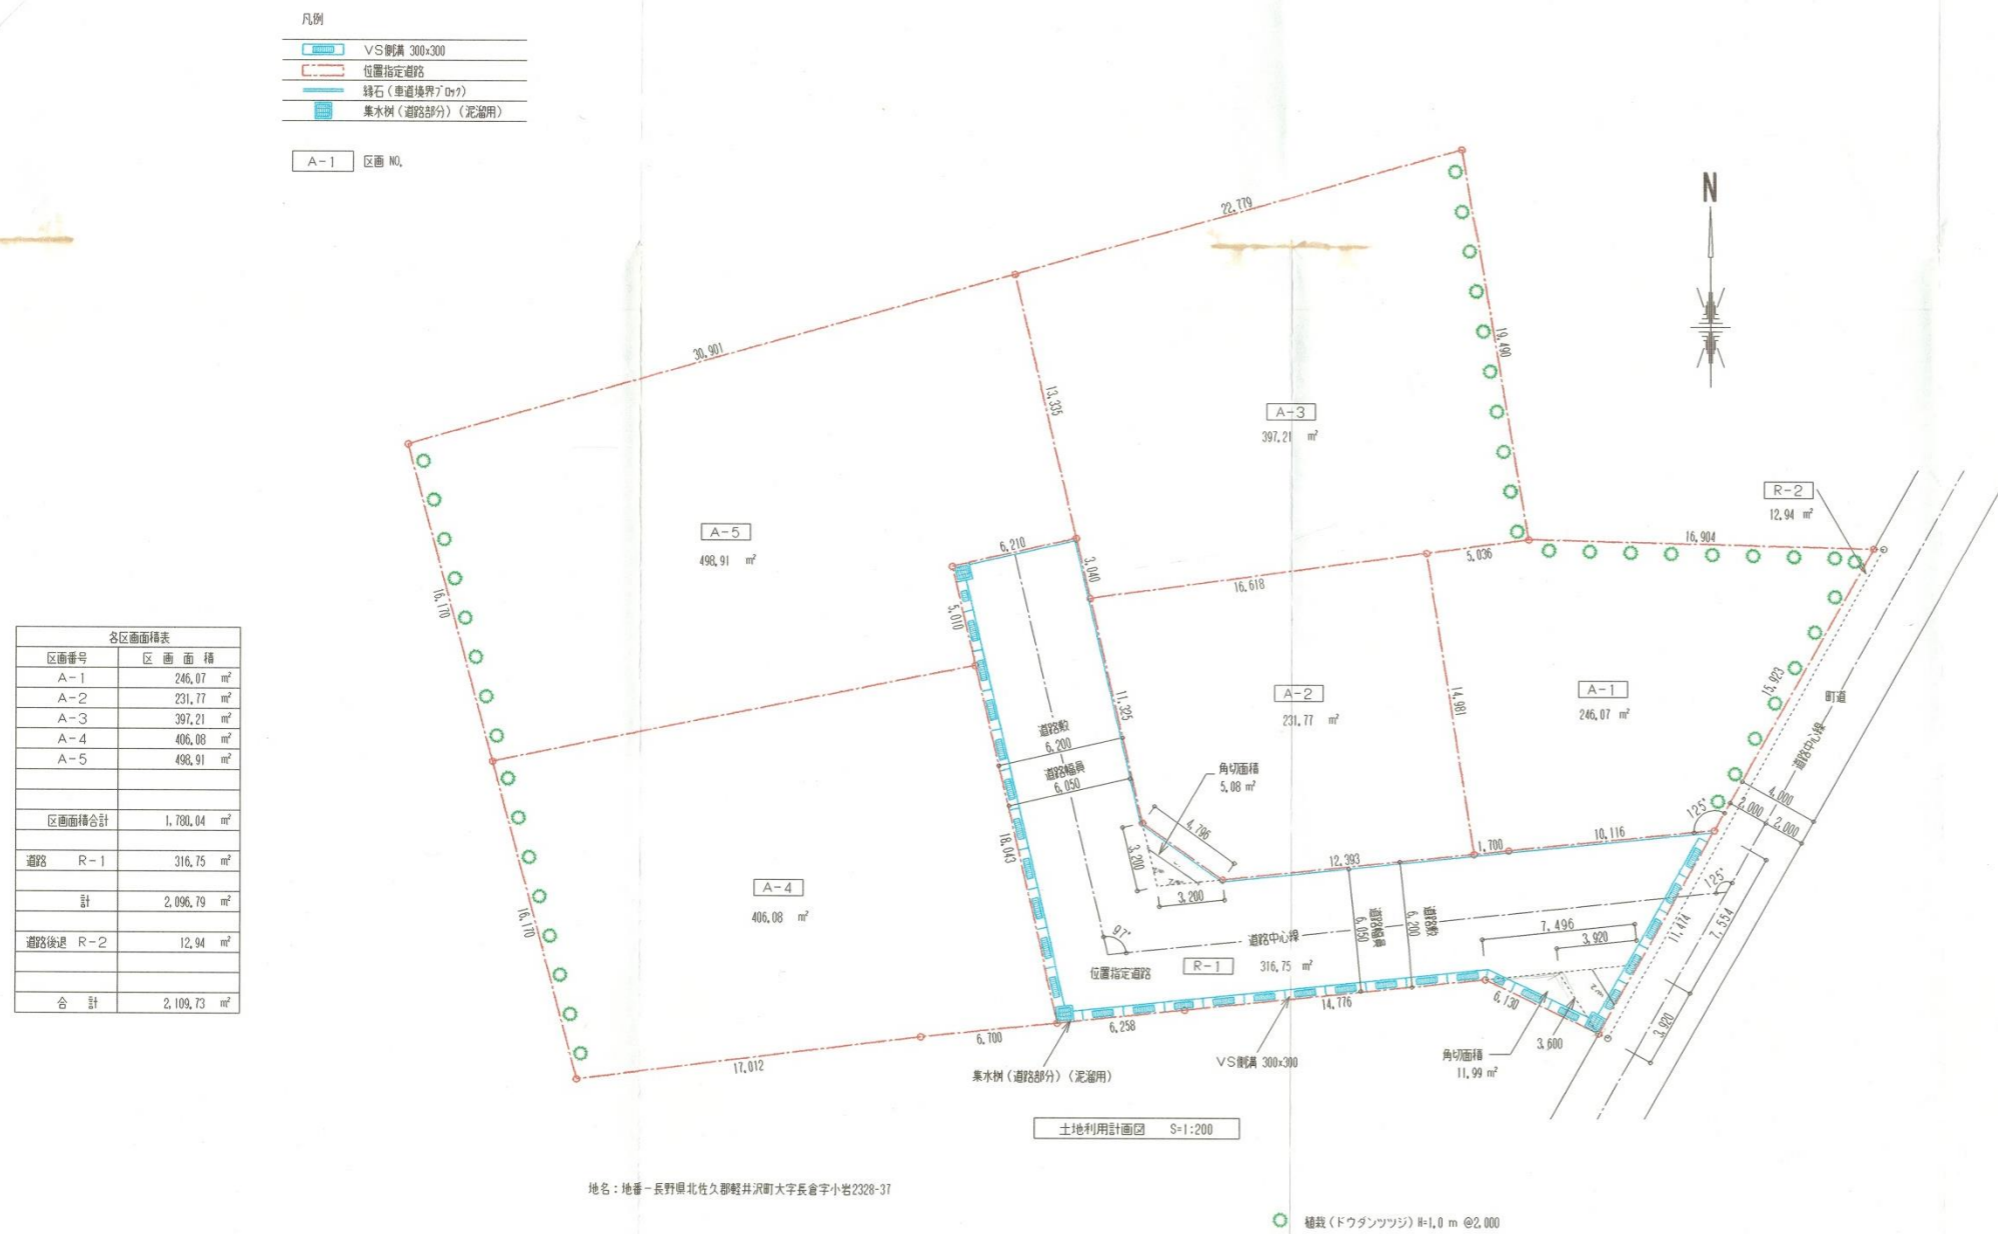 凡例
VS側溝 300x300
位置指定道路
縁石(車道境界ブロック)
集水桝(道路部分)(泥溜用)
A-1 区画 NO.
N
22.779
30.901
13.335
19.490
A-3
397.21 ㎡
R-2
12.94 ㎡
A-5
498.91 ㎡
6.210
3.040
16.618
5.036
16.904
16.170
5.010
11.325
14.981
15.923
A-2
231.77 ㎡
A-1
246.07 ㎡
町道
道路中心線
道路敷
6.200
道路幅員
6.050
角切面積
5.08 ㎡
4.796
3.200
3.200
12.393
1.700
10.116
125°
4.000
2.000
2.000
18.043
A-4
406.08 ㎡
16.170
97°
道路中心線
位置指定道路
R-1
316.75 ㎡
道路幅員
6.050
道路敷
6.200
7.496
3.920
125°
11.474
7.554
3.920
6.130
3.600
角切面積
11.99 ㎡
14.776
6.258
6.700
17.012
VS側溝 300x300
集水桝(道路部分)(泥溜用)
各区画面積表
区画番号 区画面積
A-1 246.07 ㎡
A-2 231.77 ㎡
A-3 397.21 ㎡
A-4 406.08 ㎡
A-5 498.91 ㎡
区画面積合計 1,780.04 ㎡
道路 R-1 316.75 ㎡
計 2,096.79 ㎡
道路後退 R-2 12.94 ㎡
合計 2,109.73 ㎡
土地利用計画図 S=1:200
地名:地番-長野県北佐久郡軽井沢町大字長倉字小岩2328-37
植栽(ドウダンツツジ)H=1.0 m @2.000